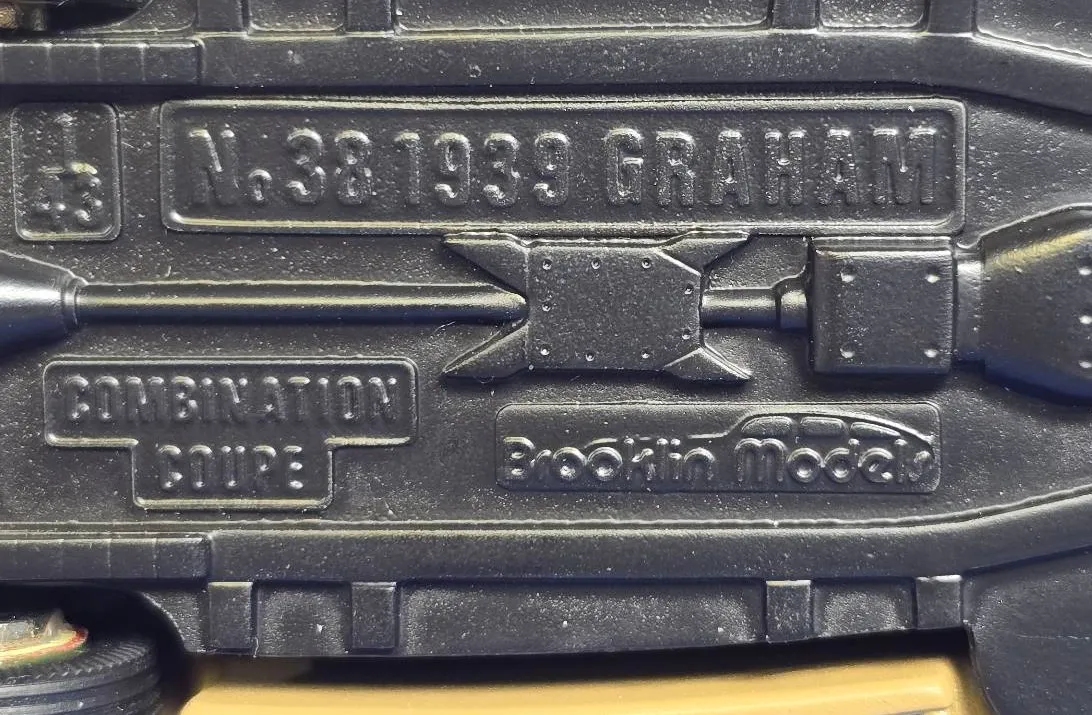 1
43
No 38 1939 GRAHAM
COMBINATION
COUPE
Brooklin Models